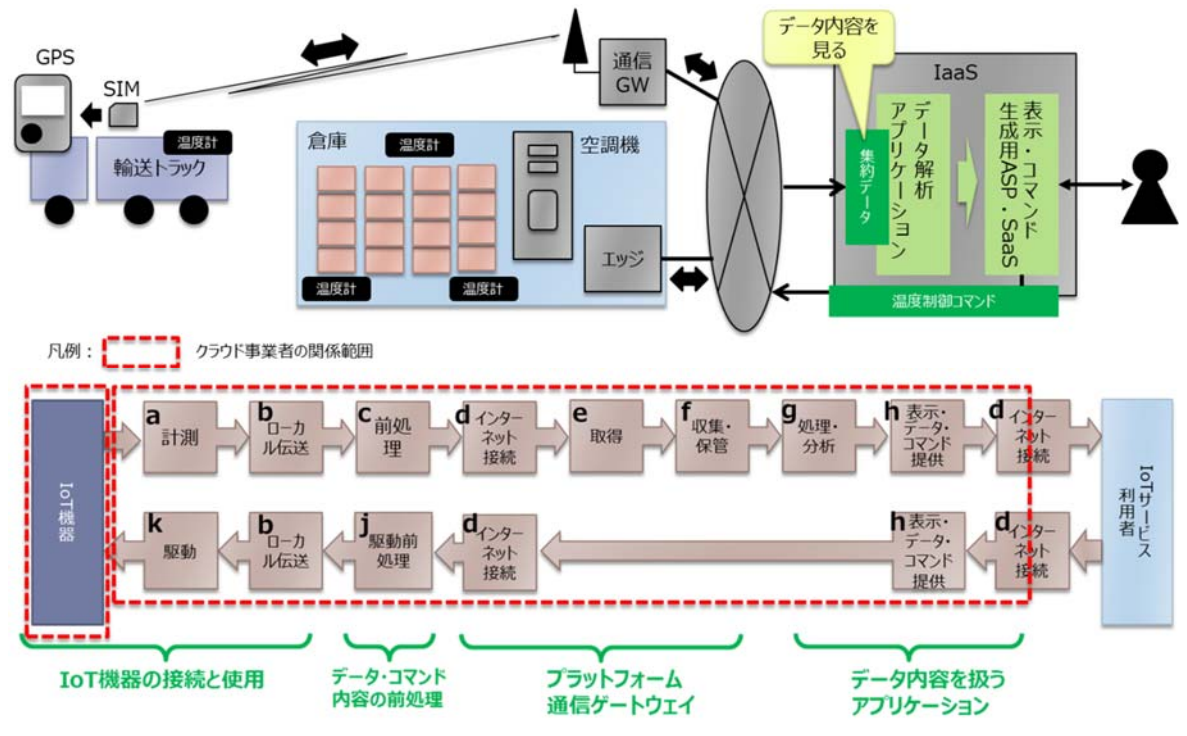 データ内容を
見る
GPS
SIM
通信
GW
IaaS
温度計
輸送トラック
倉庫
温度計
空調機
温度計
温度計
エッジ
集約データ
データ解析
アプリケーション
表示・コマンド
生成用ASP・SaaS
温度制御コマンド
凡例：
クラウド事業者の関係範囲
IoT機器
a
計測
b
ローカ
ル伝送
c
前処
理
d
インター
ネット
接続
e
取得
f
収集・
保管
g
処理・
分析
h
表示・
データ・
コマンド
提供
d
インター
ネット
接続
IoTサービス
利用者
k
駆動
b
ローカ
ル伝送
j
駆動前
処理
d
インター
ネット
接続
h
表示・
データ・
コマンド
提供
d
インター
ネット
接続
IoT機器の接続と使用
データ・コマンド
内容の前処理
プラットフォーム
通信ゲートウェイ
データ内容を扱う
アプリケーション